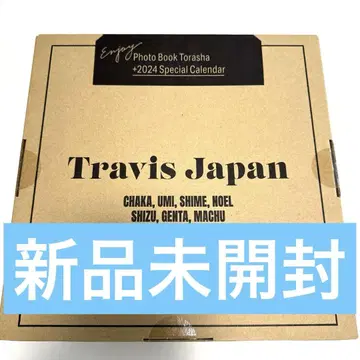 Enjoy
Photo Book Torasha
+2024 Special Calendar
Travis Japan
CHAKA, UMI, SHIME, NOEL
SHIZU, GENTA, MACHU
新品未開封